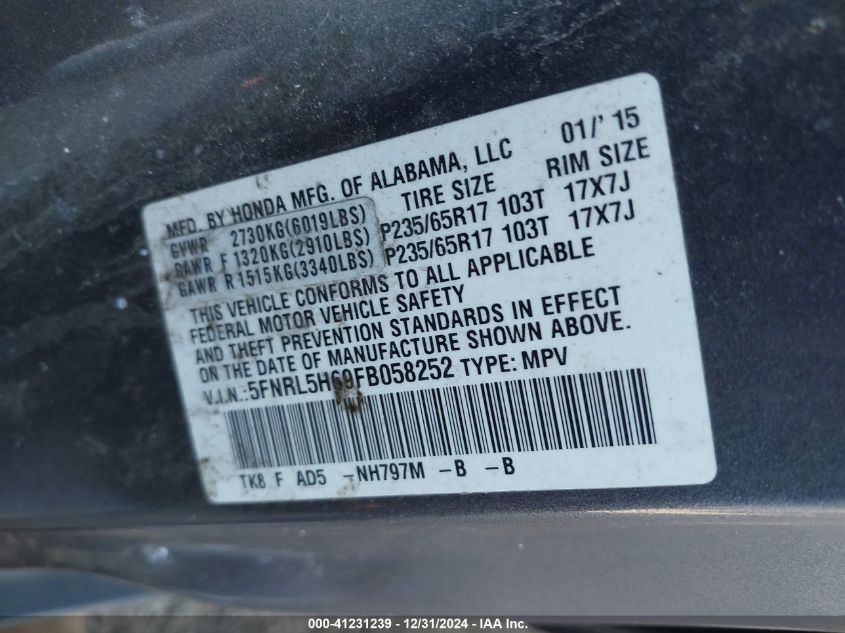 MFD. BY HONDA MFG. OF ALABAMA, LLC 01/' 15
TIRE SIZE RIM SIZE
GVWR 2730KG(6019LBS)
GAWR F 1320KG(2910LBS) P235/65R17 103T 17X7J
GAWR R 1515KG(3340LBS) P235/65R17 103T 17X7J
THIS VEHICLE CONFORMS TO ALL APPLICABLE
FEDERAL MOTOR VEHICLE SAFETY
AND THEFT PREVENTION STANDARDS IN EFFECT
ON THE DATE OF MANUFACTURE SHOWN ABOVE.
V.I.N.:5FNRL5H69FB058252 TYPE: MPV
TK8 F AD5 -NH797M -B -B
000-41231239 - 12/31/2024 - IAA Inc.